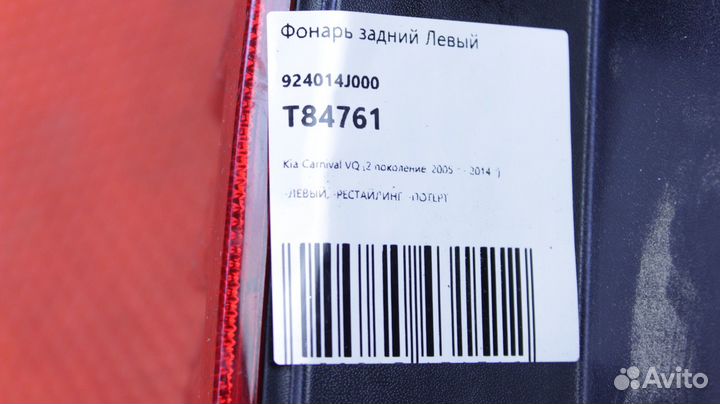 Фонарь задний Левый
924014J000
T84761
Kia Carnival VQ (2 поколение 2005 - 2014 )
-ЛЕВЫЙ, -РЕСТАЙЛИНГ -ПОТЕРТ
Avito